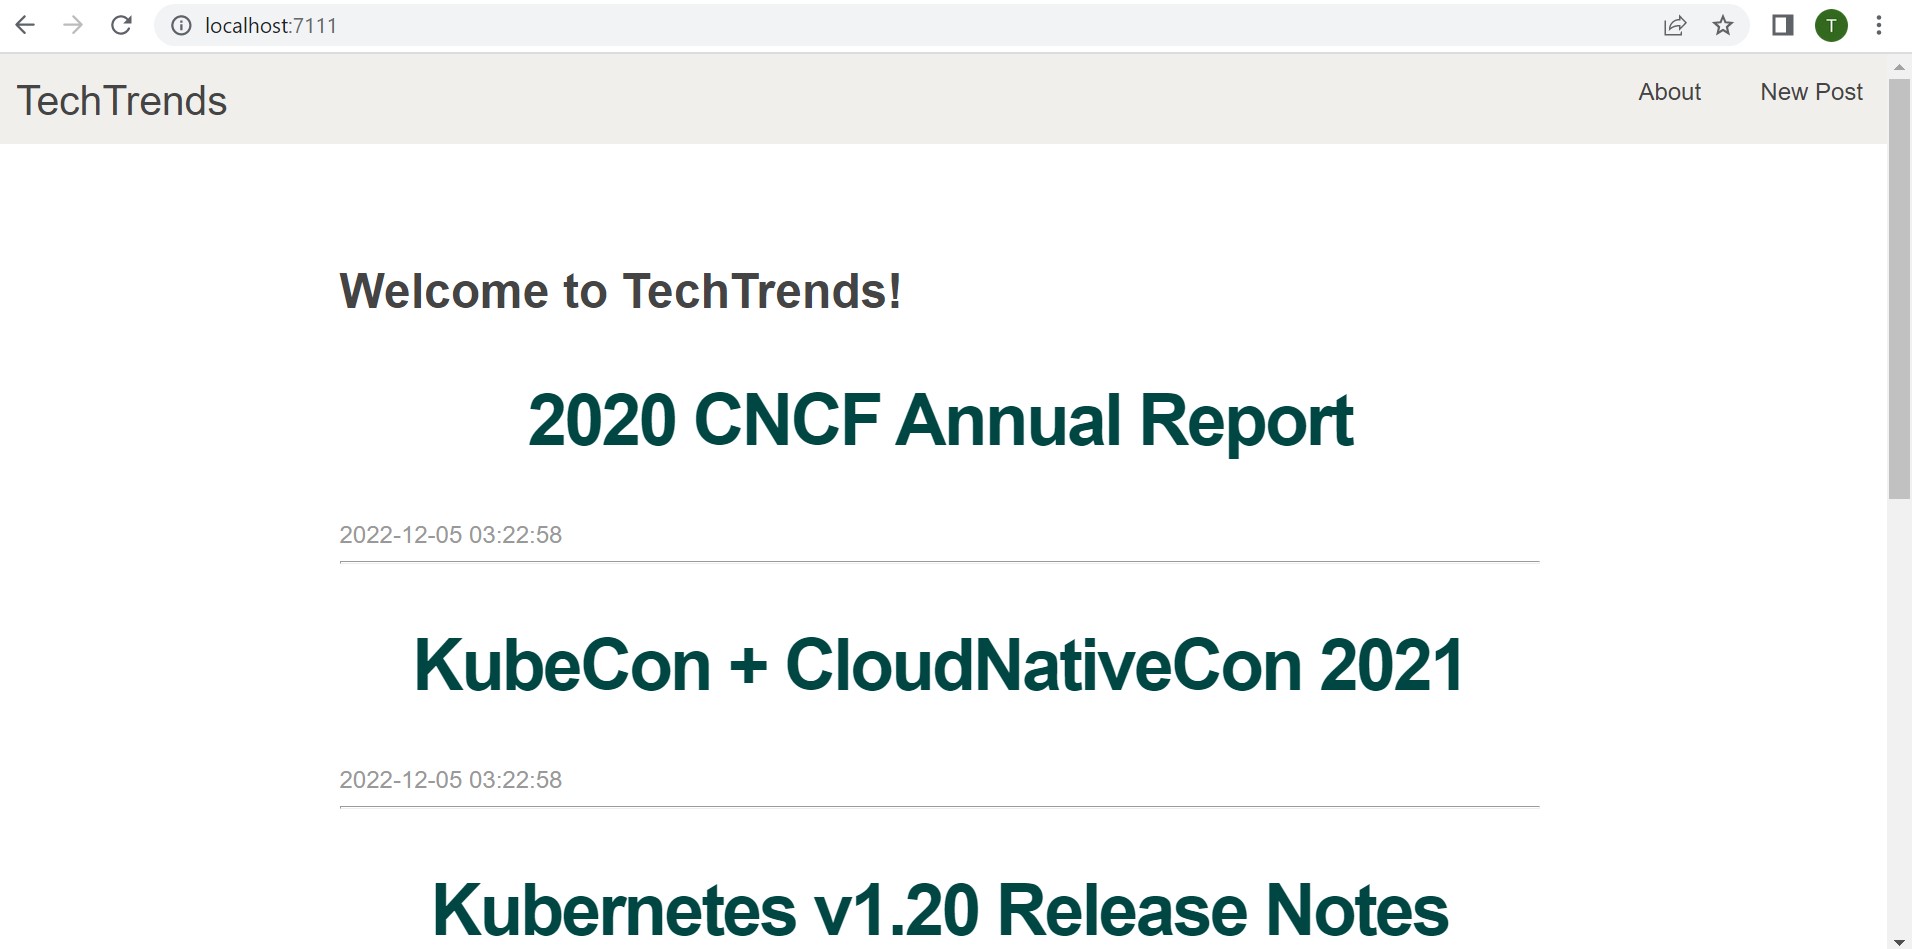 localhost:7111
T
TechTrends
About
New Post
Welcome to TechTrends!
2020 CNCF Annual Report
2022-12-05 03:22:58
KubeCon + CloudNativeCon 2021
2022-12-05 03:22:58
Kubernetes v1.20 Release Notes